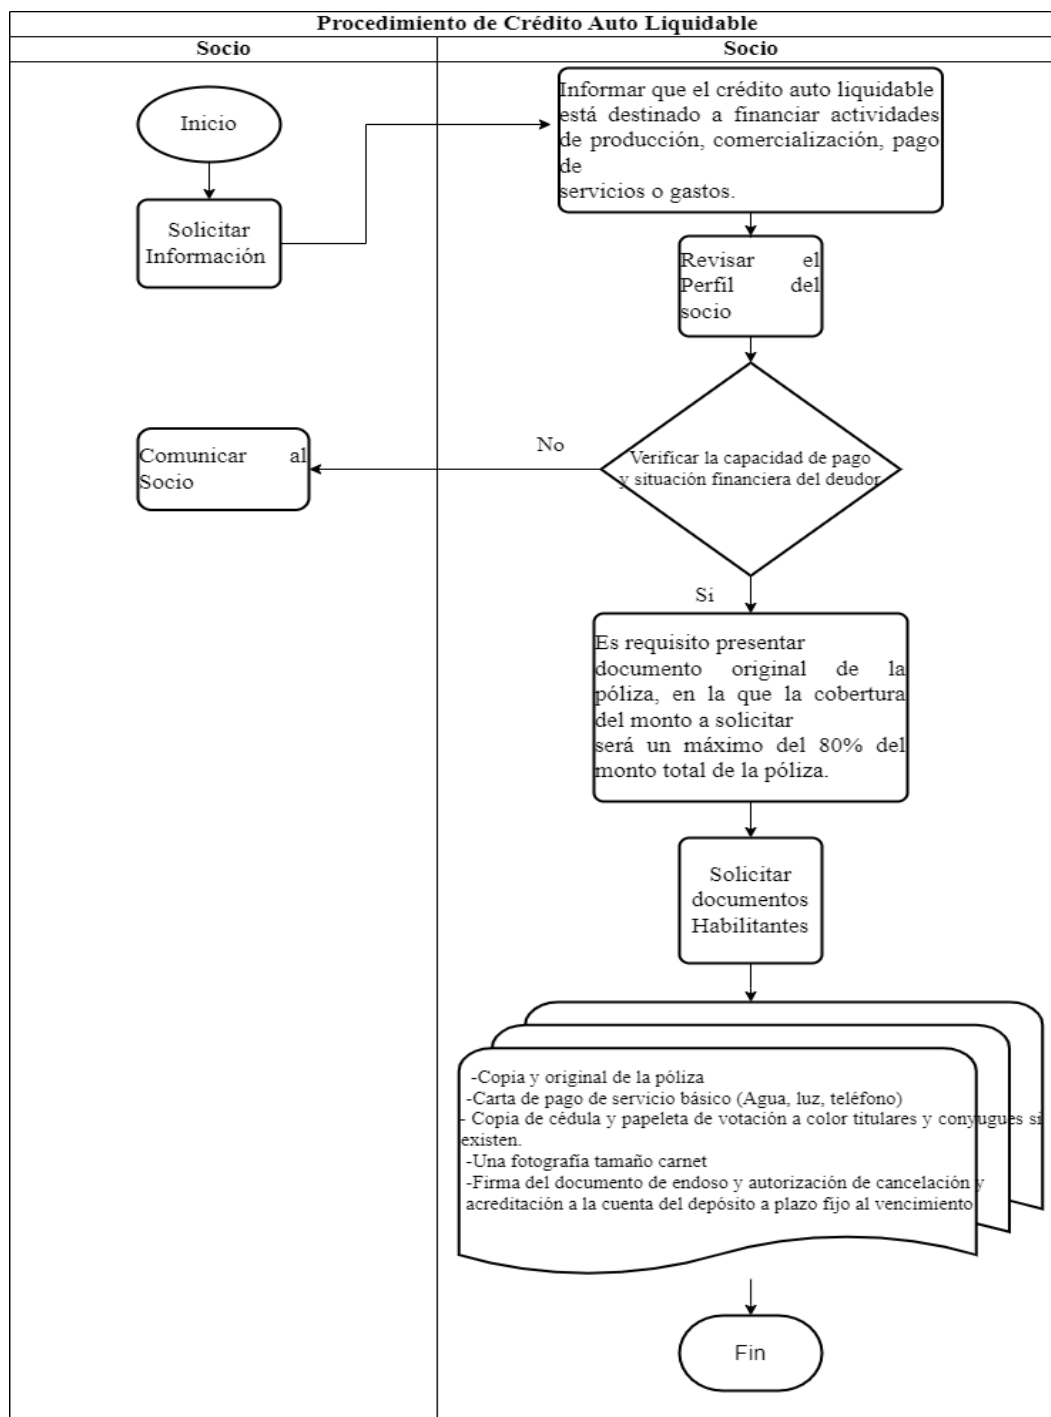 Procedimiento de Crédito Auto Liquidable
Socio
Socio
Inicio
Solicitar
Información
Informar que el crédito auto liquidable
está destinado a financiar actividades
de producción, comercialización, pago
de
servicios o gastos.
Revisar el
Perfil del
socio
Verificar la capacidad de pago
y situación financiera del deudor
No
Comunicar al
Socio
Si
Es requisito presentar
documento original de la
póliza, en la que la cobertura
del monto a solicitar
será un máximo del 80% del
monto total de la póliza.
Solicitar
documentos
Habilitantes
-Copia y original de la póliza
-Carta de pago de servicio básico (Agua, luz, teléfono)
- Copia de cédula y papeleta de votación a color titulares y conyugues si
existen.
-Una fotografía tamaño carnet
-Firma del documento de endoso y autorización de cancelación y
acreditación a la cuenta del depósito a plazo fijo al vencimiento
Fin